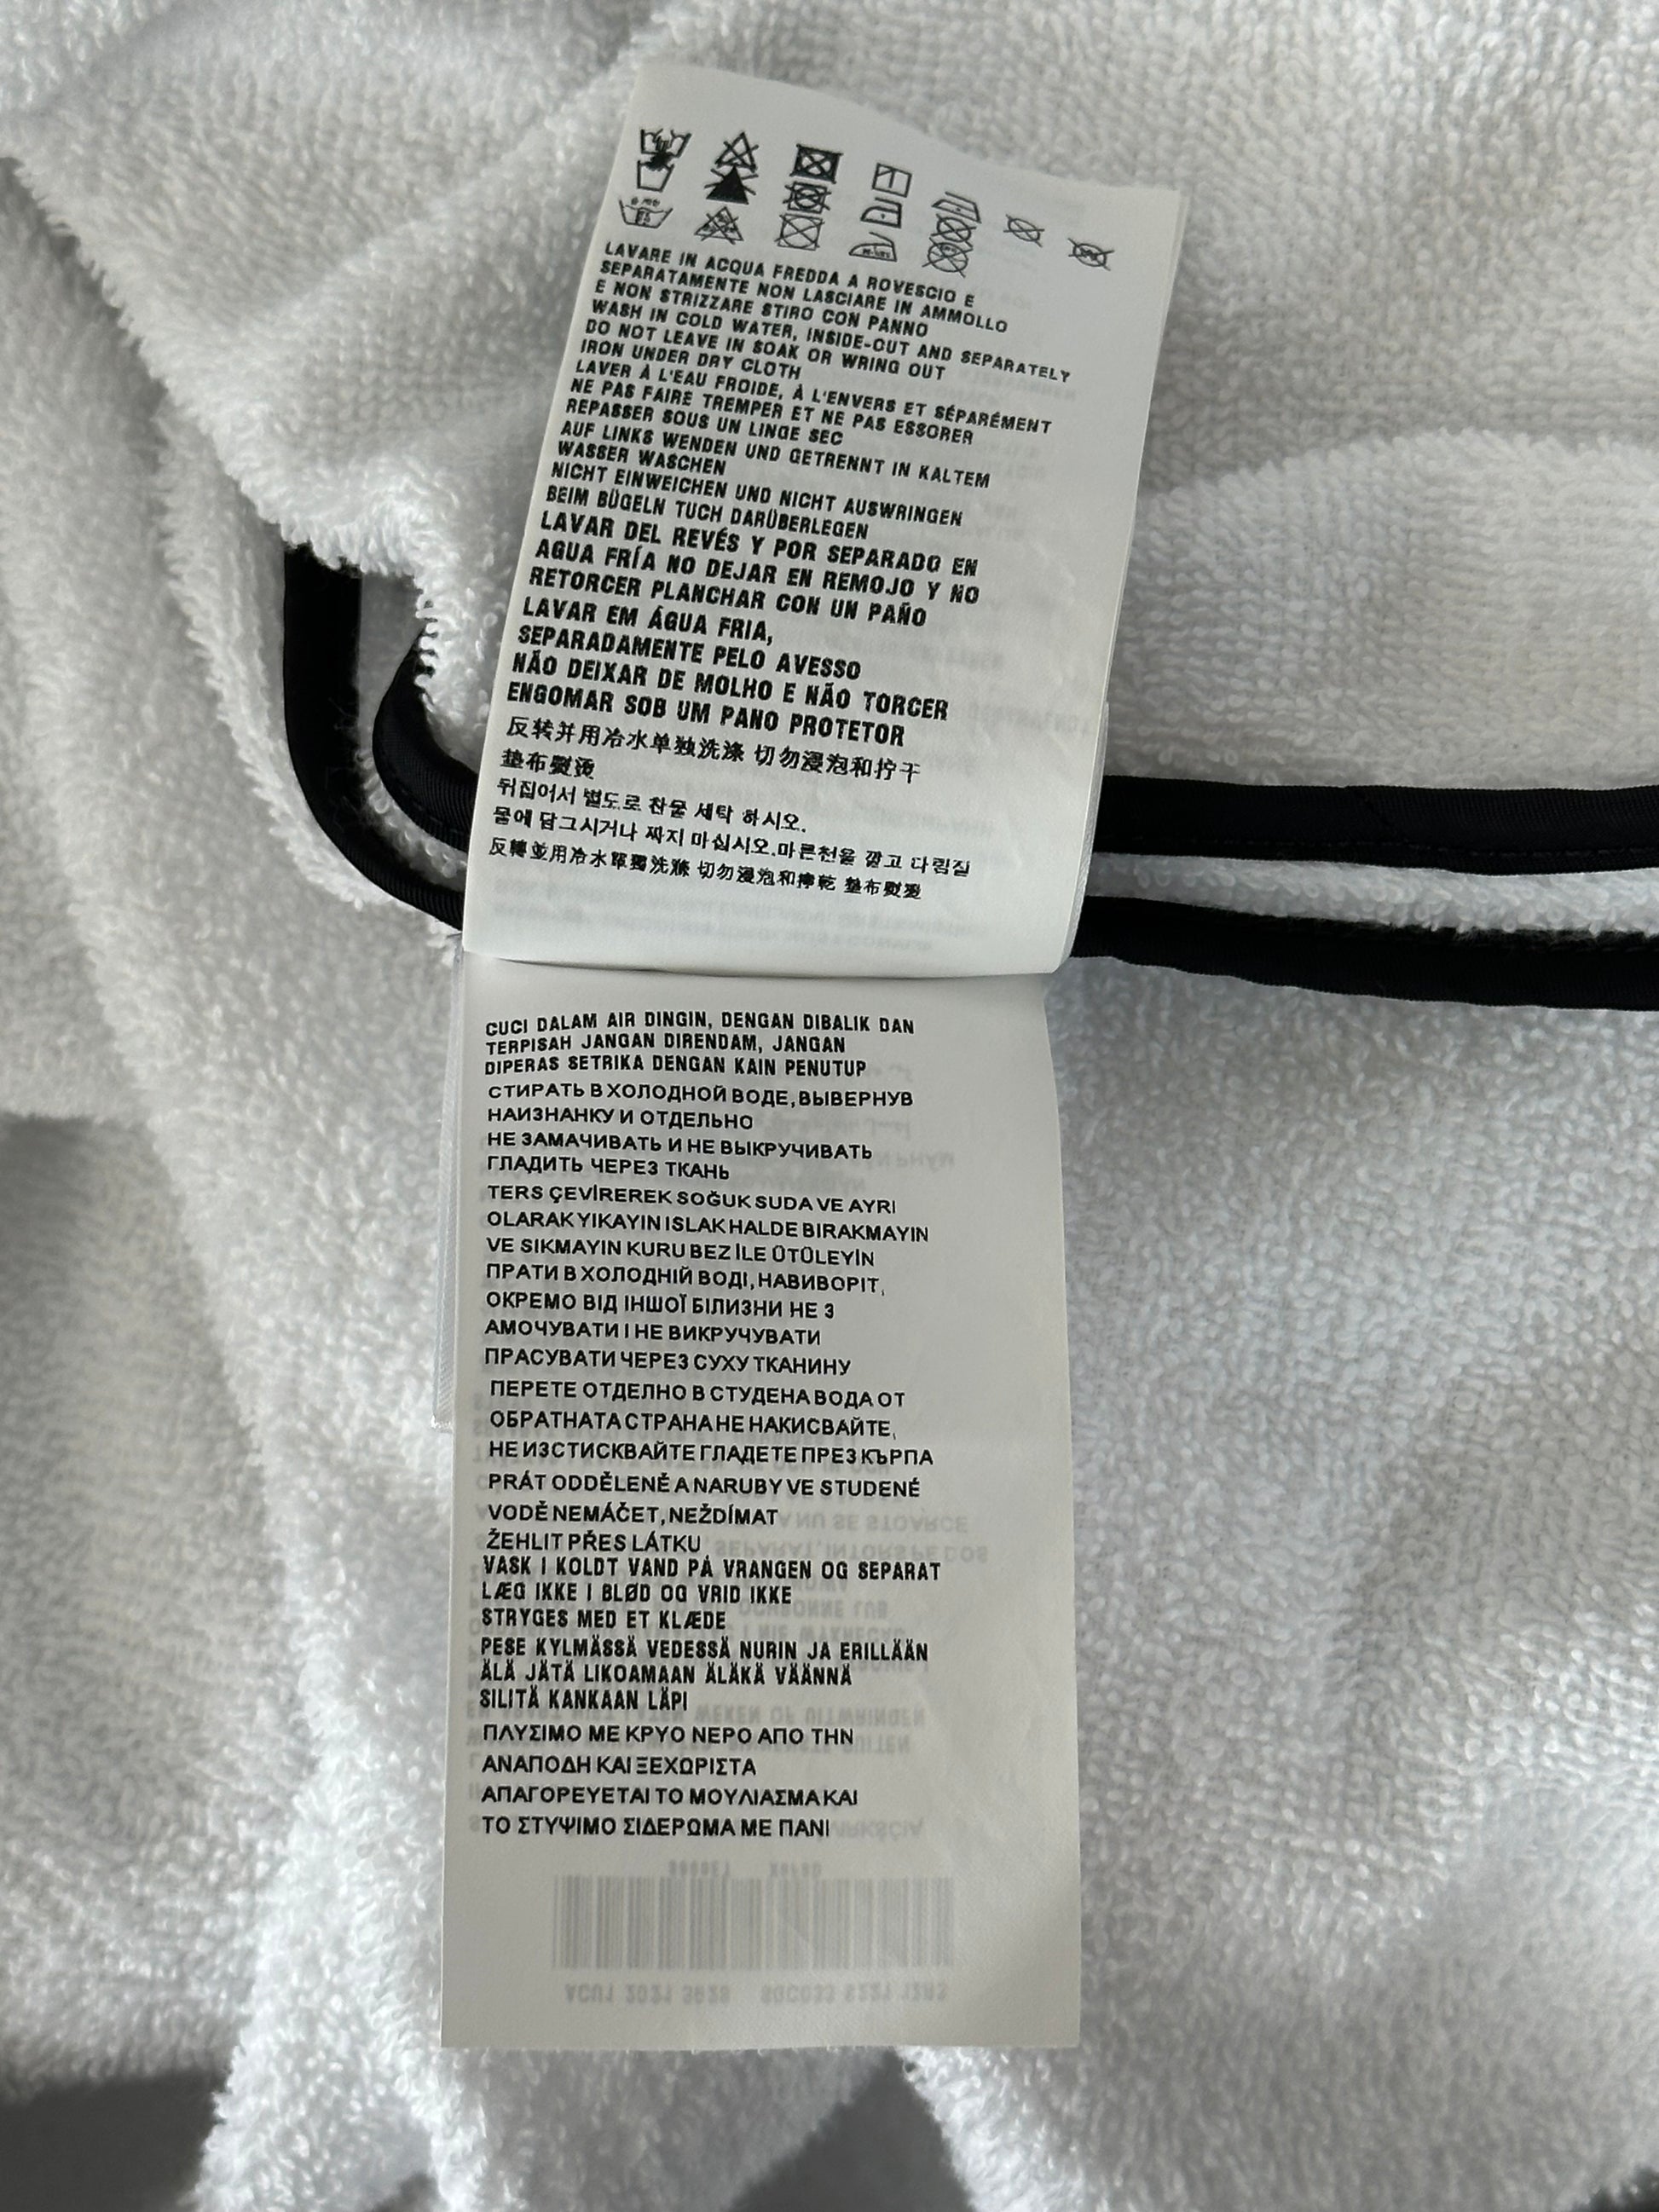 LAVARE IN ACQUA FREDDA A ROVESCIO E
SEPARATAMENTE NON LASCIARE IN AMMOLLO
E NON STRIZZARE STIRO CON PANNO
WASH IN COLD WATER, INSIDE-OUT AND SEPARATELY
DO NOT LEAVE IN SOAK OR WRING OUT
IRON UNDER DRY CLOTH
LAVER À L'EAU FROIDE, À L'ENVERS ET SÉPARÉMENT
NE PAS FAIRE TREMPER ET NE PAS ESSORER
REPASSER SOUS UN LINGE SEC
AUF LINKS WENDEN UND GETRENNT IN KALTEM
WASSER WASCHEN
NICHT EINWEICHEN UND NICHT AUSWRINGEN
BEIM BÜGELN TUCH DARÜBERLEGEN
LAVAR DEL REVÉS Y POR SEPARADO EN
AGUA FRÍA NO DEJAR EN REMOJO Y NO
RETORCER PLANCHAR CON UN PAÑO
LAVAR EM ÁGUA FRIA,
SEPARADAMENTE PELO AVESSO
NÃO DEIXAR DE MOLHO E NÃO TORCER
ENGOMAR SOB UM PANO PROTETOR
反转并用冷水单独洗涤 切勿浸泡和拧干
垫布熨烫
뒤집어서 별도로 찬물 세탁 하시오.
물에 담그시거나 짜지 마십시오.마른천을 깔고 다림질
反轉並用冷水單獨洗滌 切勿浸泡和擰乾 墊布熨燙
CUCI DALAM AIR DINGIN, DENGAN DIBALIK DAN
TERPISAH JANGAN DIRENDAM, JANGAN
DIPERAS SETRIKA DENGAN KAIN PENUTUP
СТИРАТЬ В ХОЛОДНОЙ ВОДЕ, ВЫВЕРНУВ
НАИЗНАНКУ И ОТДЕЛЬНО
НЕ ЗАМАЧИВАТЬ И НЕ ВЫКРУЧИВАТЬ
ГЛАДИТЬ ЧЕРЕЗ ТКАНЬ
TERS ÇEVİREREK SOĞUK SUDA VE AYRI
OLARAK YIKAYIN ISLAK HALDE BIRAKMAYIN
VE SIKMAYIN KURU BEZ İLE ÜTÜLEYİN
ПРАТИ В ХОЛОДНІЙ ВОДІ, НАВИВОРІТ,
ОКРЕМО ВІД ІНШОЇ БІЛИЗНИ НЕ З
АМОЧУВАТИ І НЕ ВИКРУЧУВАТИ
ПРАСУВАТИ ЧЕРЕЗ СУХУ ТКАНИНУ
ПЕРЕТЕ ОТДЕЛНО В СТУДЕНА ВОДА ОТ
ОБРАТНАТА СТРАНА НЕ НАКИСВАЙТЕ,
НЕ ИЗСТИСКВАЙТЕ ГЛАДЕТЕ ПРЕЗ КЪРПА
PRÁT ODDĚLENĚ A NARUBY VE STUDENÉ
VODĚ NEMÁČET, NEŽDÍMAT
ŽEHLIT PŘES LÁTKU
VASK I KOLDT VAND PÅ VRANGEN OG SEPARAT
LÆG IKKE I BLØD OG VRID IKKE
STRYGES MED ET KLÆDE
PESE KYLMÄSSÄ VEDESSÄ NURIN JA ERILLÄÄN
ÄLÄ JÄTÄ LIKOAMAAN ÄLÄKÄ VÄÄNNÄ
SILITÄ KANKAAN LÄPI
ΠΛΥΣΙΜΟ ΜΕ ΚΡΥΟ ΝΕΡΟ ΑΠΟ ΤΗΝ
ΑΝΑΠΟΔΗ ΚΑΙ ΞΕΧΩΡΙΣΤΑ
ΑΠΑΓΟΡΕΥΕΤΑΙ ΤΟ ΜΟΥΛΙΑΣΜΑ ΚΑΙ
ΤΟ ΣΤΥΨΙΜΟ ΣΙΔΕΡΩΜΑ ΜΕ ΠΑΝΙ